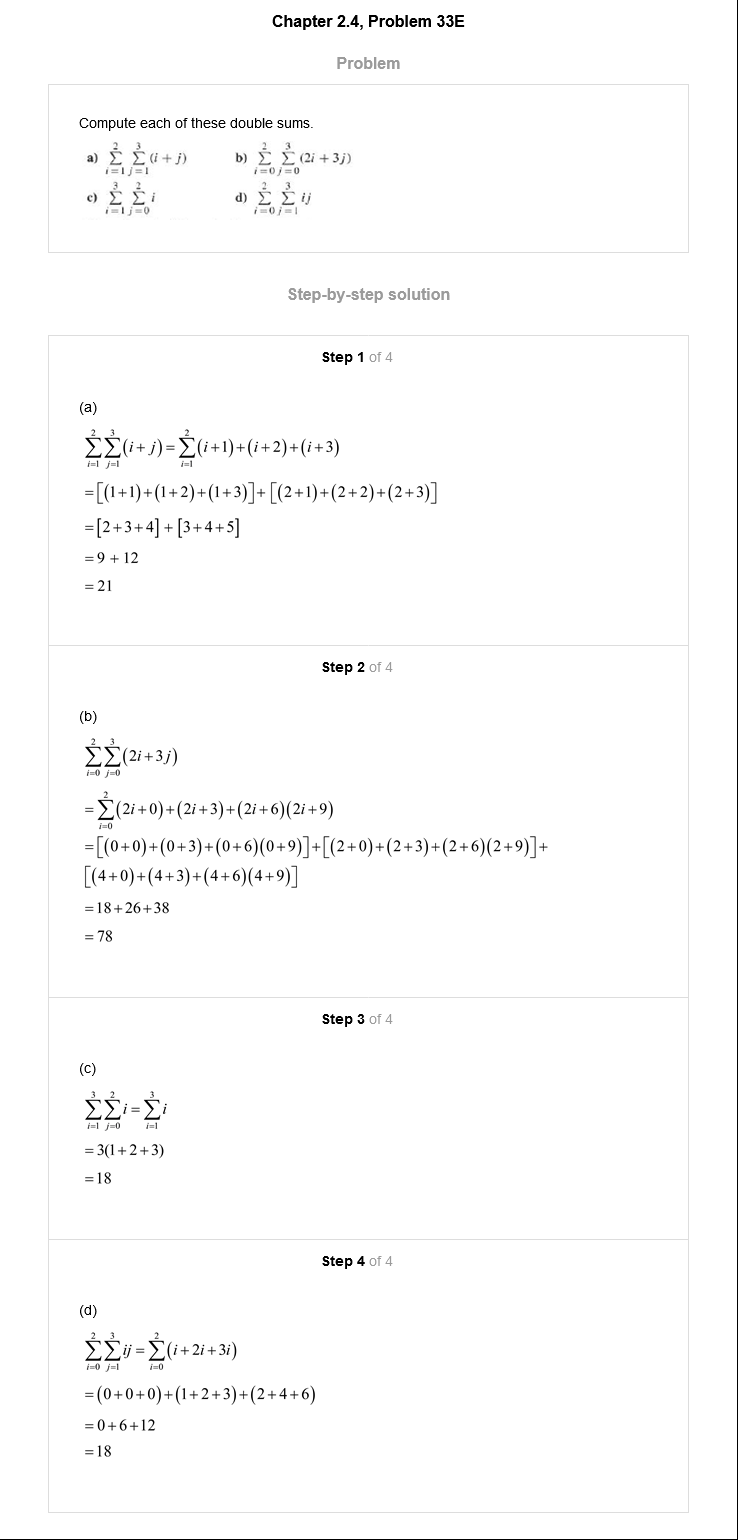 Chapter 2.4, Problem 33E
Problem
Compute each of these double sums.
a) \sum_{i=1}^{2} \sum_{j=1}^{3} (i + j) b) \sum_{i=0}^{2} \sum_{j=0}^{3} (2i + 3j)
c) \sum_{i=1}^{3} \sum_{j=0}^{2} i d) \sum_{i=0}^{2} \sum_{j=1}^{3} ij
Step-by-step solution
Step 1 of 4
(a)
\sum_{i=1}^{2} \sum_{j=1}^{3} (i+j) = \sum_{i=1}^{2} (i+1)+(i+2)+(i+3)
=[(1+1)+(1+2)+(1+3)]+[(2+1)+(2+2)+(2+3)]
=[2+3+4]+[3+4+5]
= 9 + 12
= 21
Step 2 of 4
(b)
\sum_{i=0}^{2} \sum_{j=0}^{3} (2i+3j)
= \sum_{i=0}^{2} (2i+0)+(2i+3)+(2i+6)(2i+9)
=[(0+0)+(0+3)+(0+6)(0+9)]+[(2+0)+(2+3)+(2+6)(2+9)]+
[(4+0)+(4+3)+(4+6)(4+9)]
=18+26+38
= 78
Step 3 of 4
(c)
\sum_{i=1}^{3} \sum_{j=0}^{2} i = \sum_{i=1}^{3} i
= 3(1+2+3)
=18
Step 4 of 4
(d)
\sum_{i=0}^{2} \sum_{j=1}^{3} ij = \sum_{i=0}^{2} (i+2i+3i)
=(0+0+0)+(1+2+3)+(2+4+6)
=0+6+12
=18